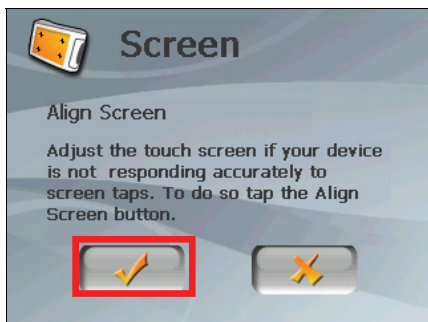 Screen
Align Screen
Adjust the touch screen if your device
is not responding accurately to
screen taps. To do so tap the Align
Screen button.